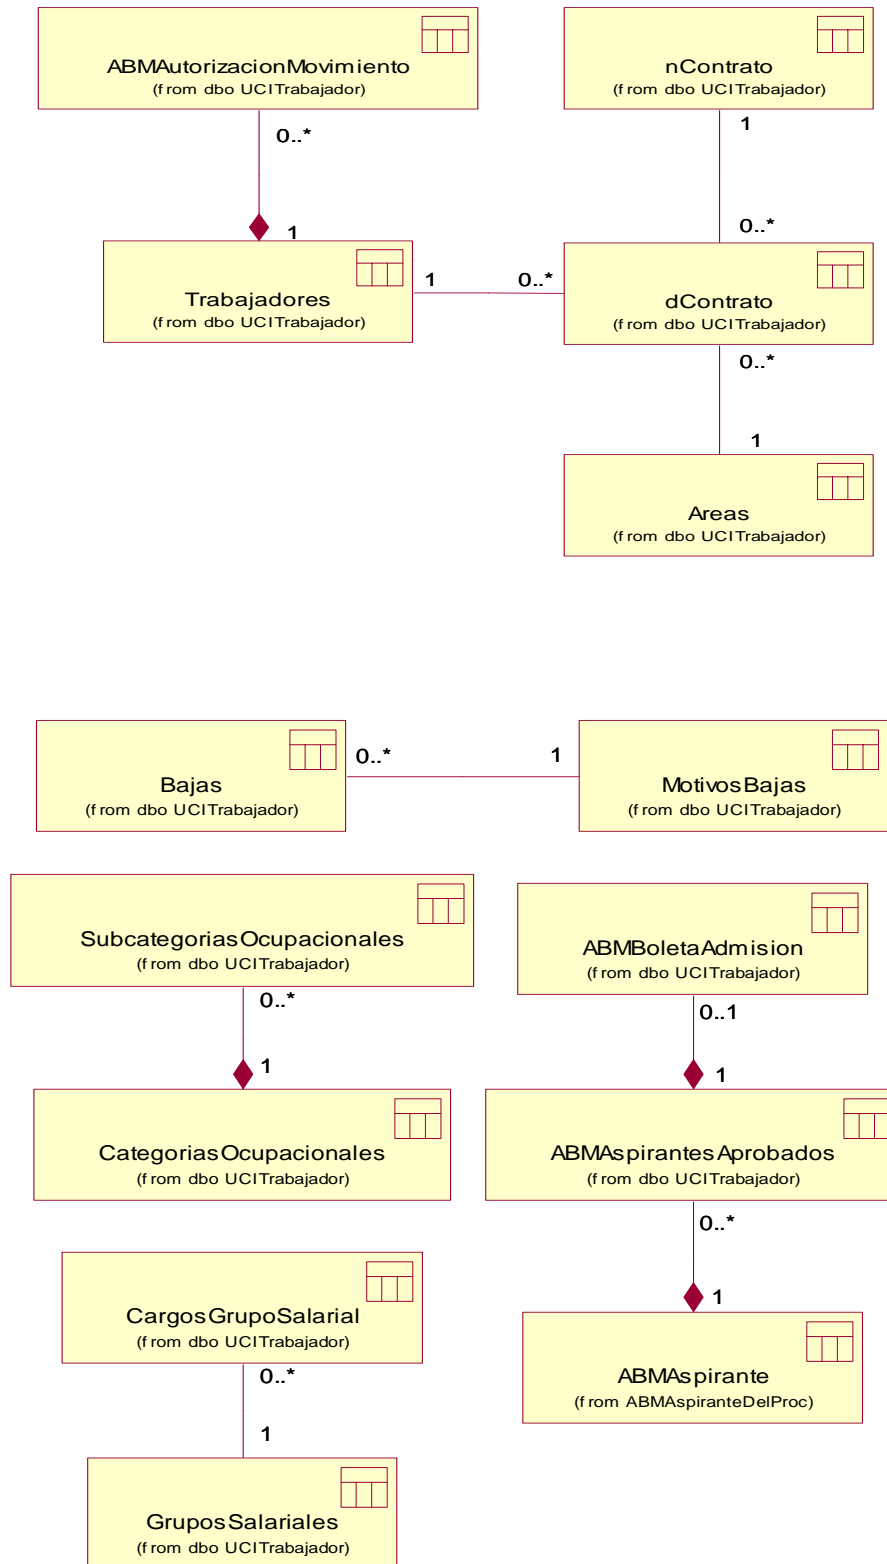 ABMAutorizacionMovimiento
(from dbo UCITrabajador)
nContrato
(from dbo UCITrabajador)
0..*
1
1
0..*
Trabajadores
(from dbo UCITrabajador)
1
0..*
dContrato
(from dbo UCITrabajador)
0..*
1
Areas
(from dbo UCITrabajador)
Bajas
(from dbo UCITrabajador)
0..*
1
MotivosBajas
(from dbo UCITrabajador)
SubcategoriasOcupacionales
(from dbo UCITrabajador)
ABMBoletaAdmision
(from dbo UCITrabajador)
0..*
1
0..1
1
CategoriasOcupacionales
(from dbo UCITrabajador)
ABMAspirantesAprobados
(from dbo UCITrabajador)
0..*
1
CargosGrupoSalarial
(from dbo UCITrabajador)
ABMAspirante
(from ABMAspiranteDelProc)
0..*
1
GruposSalariales
(from dbo UCITrabajador)